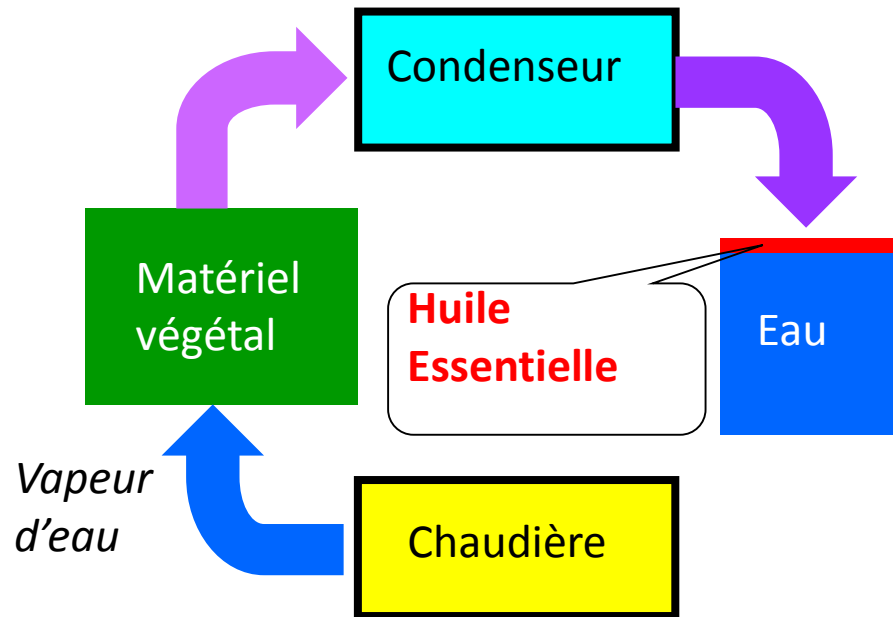 Condenseur
Matériel
végétal
Huile
Essentielle
Eau
Vapeur
d’eau
Chaudière